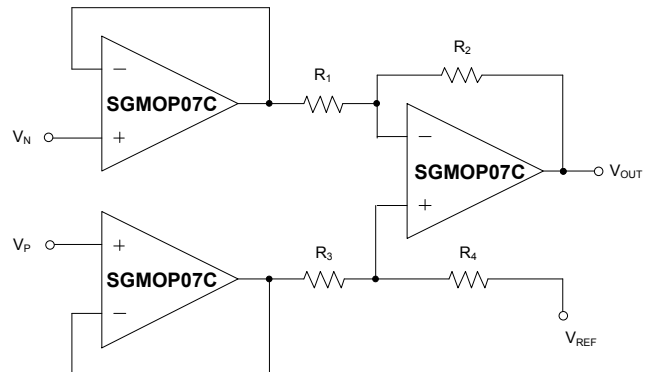 R1
R2
−
SGMOP07C
VN
+
−
SGMOP07C
VOUT
+
VP
+
SGMOP07C
R3
R4
−
VREF